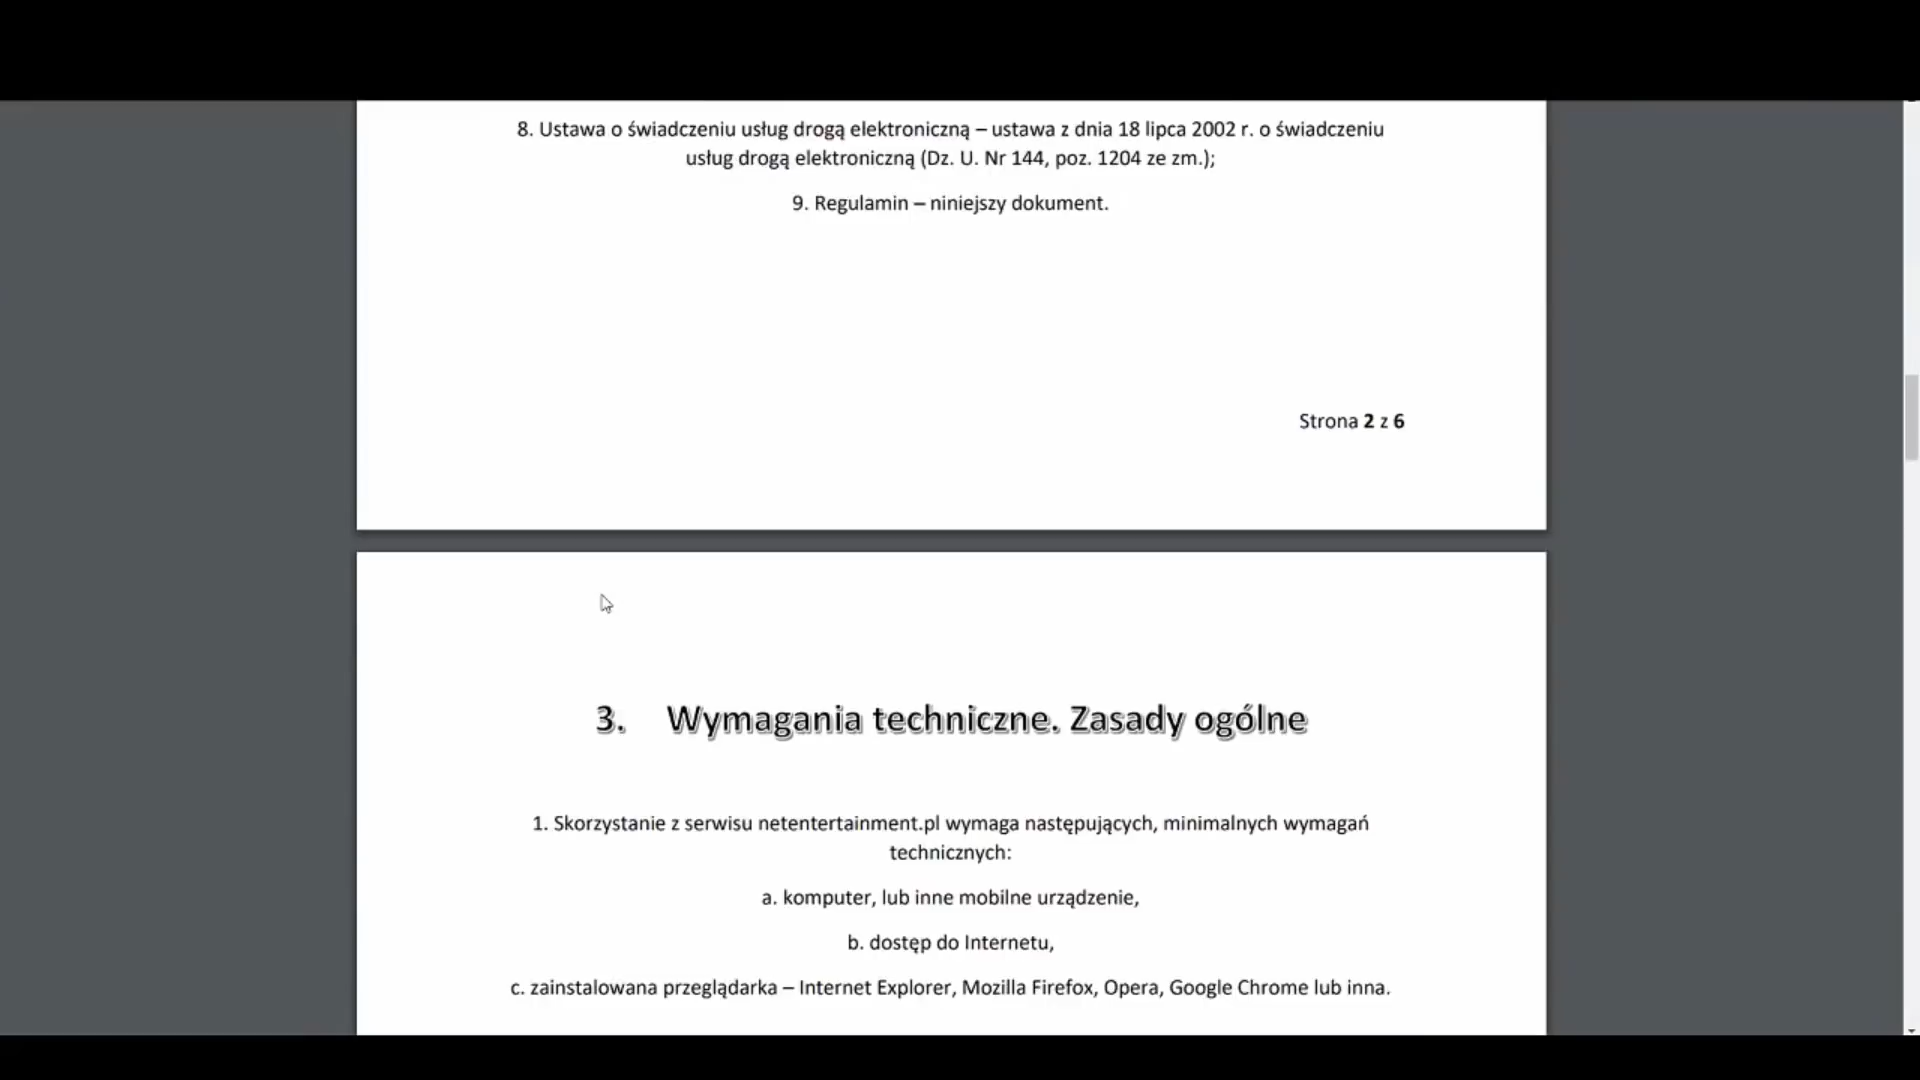 8. Ustawa o świadczeniu usług drogą elektroniczną – ustawa z dnia 18 lipca 2002 r. o świadczeniu
usług drogą elektroniczną (Dz. U. Nr 144, poz. 1204 ze zm.);
9. Regulamin – niniejszy dokument.
Strona 2 z 6
3. Wymagania techniczne. Zasady ogólne
1. Skorzystanie z serwisu netentertainment.pl wymaga następujących, minimalnych wymagań
technicznych:
a. komputer, lub inne mobilne urządzenie,
b. dostęp do Internetu,
c. zainstalowana przeglądarka – Internet Explorer, Mozilla Firefox, Opera, Google Chrome lub inna.